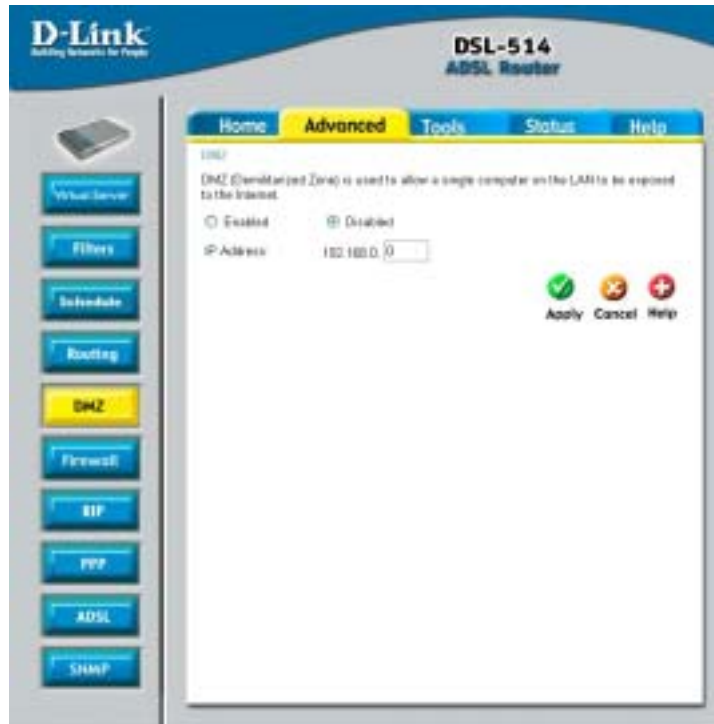 D-Link
Building Networks for People
DSL-514
ADSL Router
Home Advanced Tools Status Help
DMZ
DMZ (Demilitarized Zone) is used to allow a single computer on the LAN to be exposed
to the Internet.
Enabled Disabled
IP Address 192.168.0. 0
Apply Cancel Help
Virtual Server
Filters
Schedule
Routing
DMZ
Firewall
RIP
PPP
ADSL
SNMP